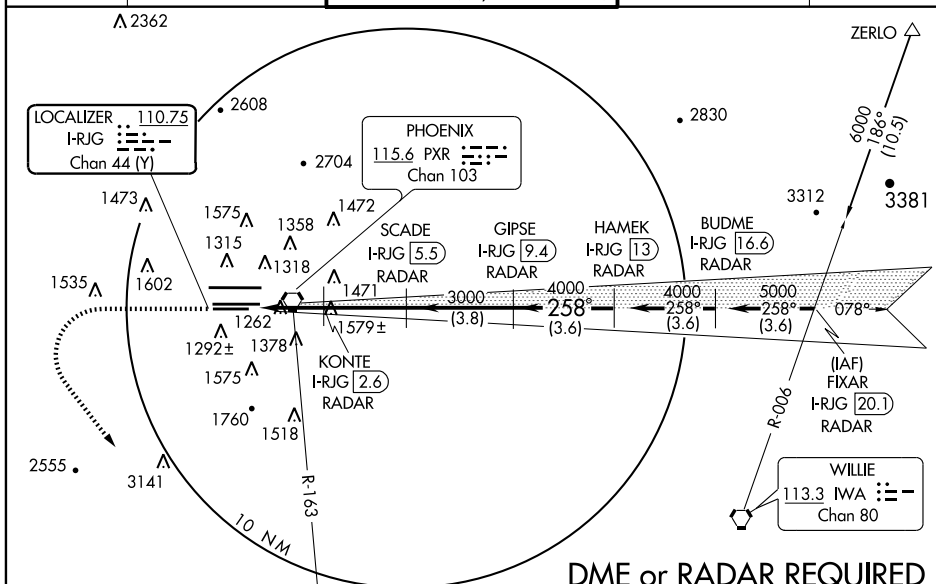 2362
ZERLO
6000
186°
(10.5)
LOCALIZER 110.75
I-RJG
Chan 44 (Y)
2608
2704
PHOENIX
115.6 PXR
Chan 103
2830
3312
3381
1473
1575
1358
1472
1315
1318
1602
1535
1471
SCADE
I-RJG 5.5
RADAR
GIPSE
I-RJG 9.4
RADAR
HAMEK
I-RJG 13
RADAR
BUDME
I-RJG 16.6
RADAR
3000
(3.8)
4000
258°
(3.6)
4000
258°
(3.6)
5000
258°
(3.6)
078°
1262
1292±
1378
1579±
1575
KONTE
I-RJG 2.6
RADAR
(IAF)
FIXAR
I-RJG 20.1
RADAR
1760
1518
R-006
2555
3141
R-163
WILLIE
113.3 IWA
Chan 80
10 NM
DME or RADAR REQUIRED